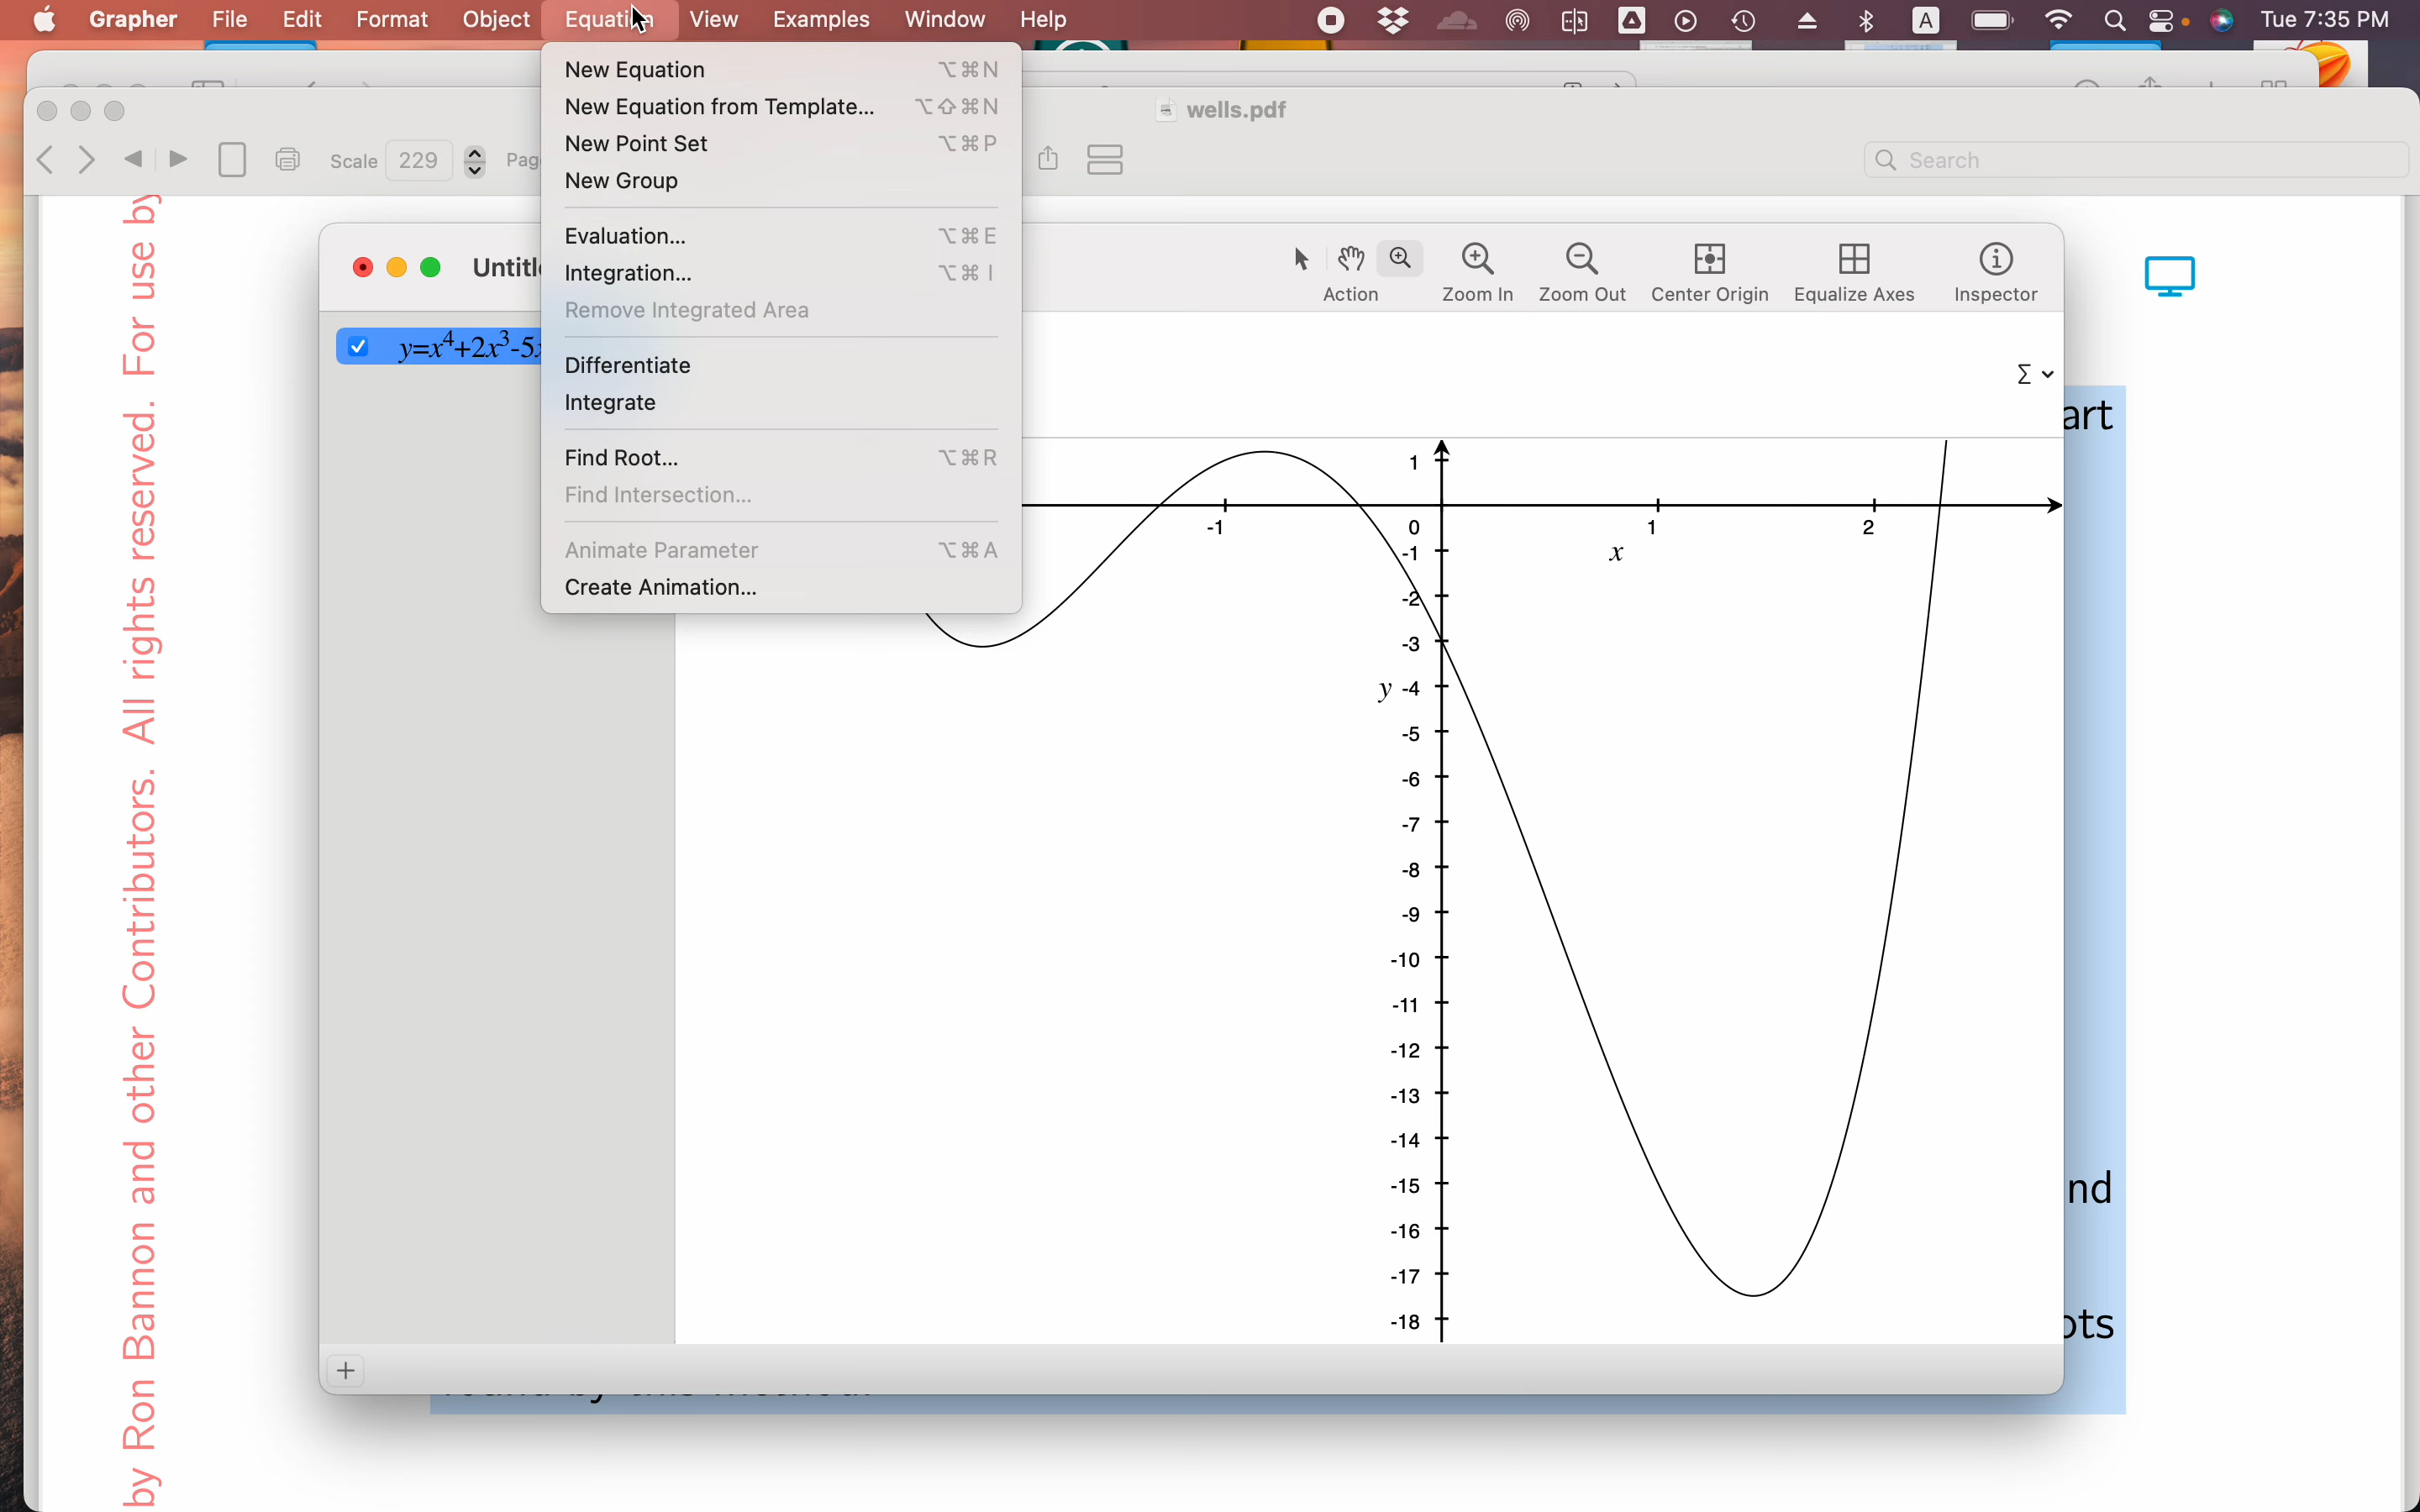 Grapher File Edit Format Object Equation View Examples Window Help A Tue 7:35 PM
New Equation ⌥⌘N
New Equation from Template... ⌥⇧⌘N
New Point Set ⌥⌘P
New Group
Evaluation... ⌥⌘E
Integration... ⌥⌘I
Remove Integrated Area
Differentiate
Integrate
Find Root... ⌥⌘R
Find Intersection...
Animate Parameter ⌥⌘A
Create Animation...
wells.pdf
Scale 229
Search
Action Zoom In Zoom Out Center Origin Equalize Axes Inspector
y=x⁴+2x³-5
Σ
1
-1 0 1 2
x
-1
-2
-3
y -4
-5
-6
-7
-8
-9
-10
-11
-12
-13
-14
-15
-16
-17
-18
by Ron Bannon and other Contributors. All rights reserved. For use by